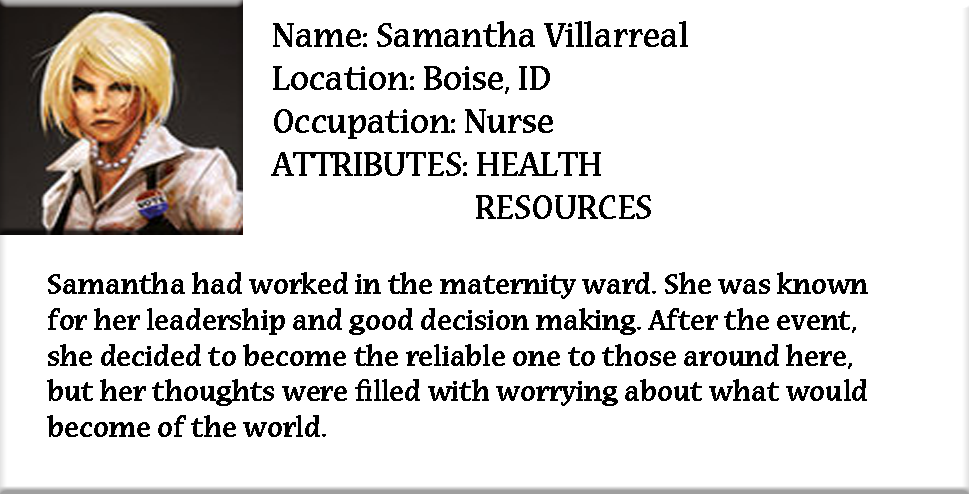 Name: Samantha Villarreal
Location: Boise, ID
Occupation: Nurse
ATTRIBUTES: HEALTH
RESOURCES
VOTE
Samantha had worked in the maternity ward. She was known
for her leadership and good decision making. After the event,
she decided to become the reliable one to those around here,
but her thoughts were filled with worrying about what would
become of the world.